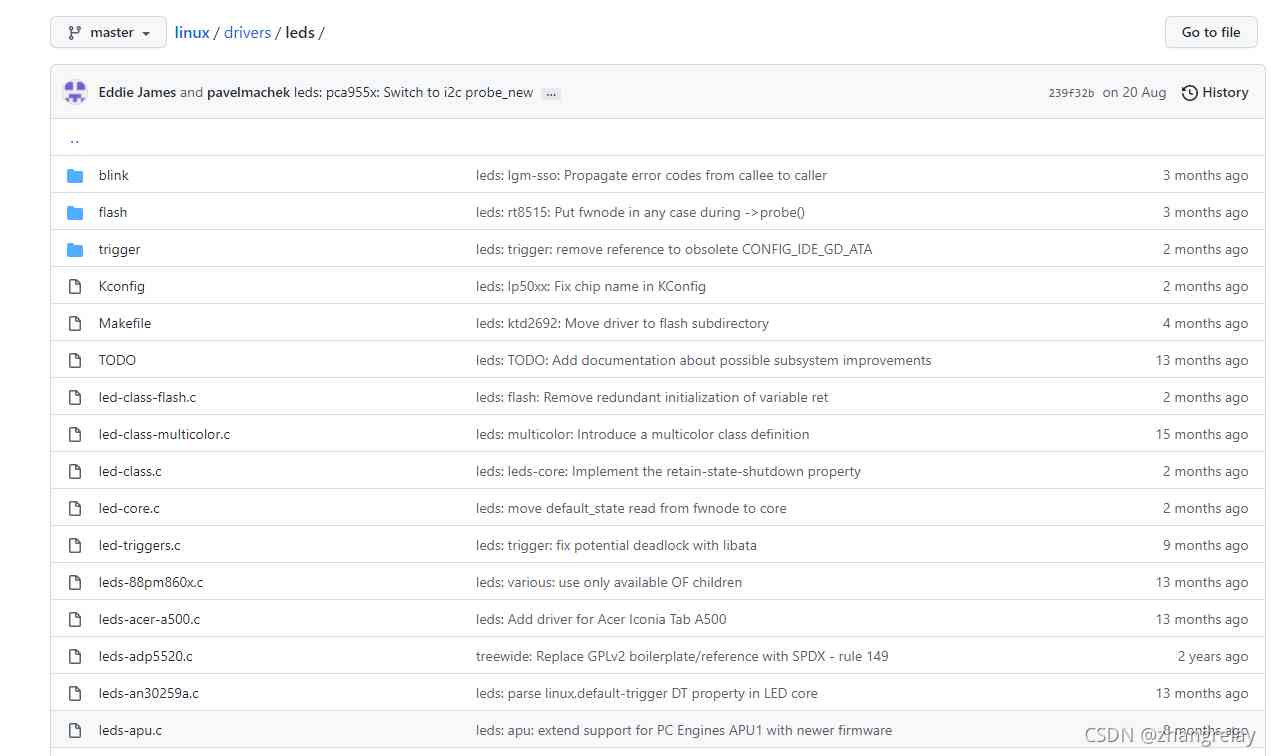 master linux / drivers / leds / Go to file
Eddie James and pavelmachek leds: pca955x: Switch to i2c probe_new ... 239f32b on 20 Aug History
..
blink leds: lgm-sso: Propagate error codes from callee to caller 3 months ago
flash leds: rt8515: Put fwnode in any case during ->probe() 3 months ago
trigger leds: trigger: remove reference to obsolete CONFIG_IDE_GD_ATA 2 months ago
Kconfig leds: lp50xx: Fix chip name in KConfig 2 months ago
Makefile leds: ktd2692: Move driver to flash subdirectory 4 months ago
TODO leds: TODO: Add documentation about possible subsystem improvements 13 months ago
led-class-flash.c leds: flash: Remove redundant initialization of variable ret 2 months ago
led-class-multicolor.c leds: multicolor: Introduce a multicolor class definition 15 months ago
led-class.c leds: leds-core: Implement the retain-state-shutdown property 2 months ago
led-core.c leds: move default_state read from fwnode to core 2 months ago
led-triggers.c leds: trigger: fix potential deadlock with libata 9 months ago
leds-88pm860x.c leds: various: use only available OF children 13 months ago
leds-acer-a500.c leds: Add driver for Acer Iconia Tab A500 13 months ago
leds-adp5520.c treewide: Replace GPLv2 boilerplate/reference with SPDX - rule 149 2 years ago
leds-an30259a.c leds: parse linux,default-trigger DT property in LED core 13 months ago
leds-apu.c leds: apu: extend support for PC Engines APU1 with newer firmware 8 months ago
CSDN @zhangrelay